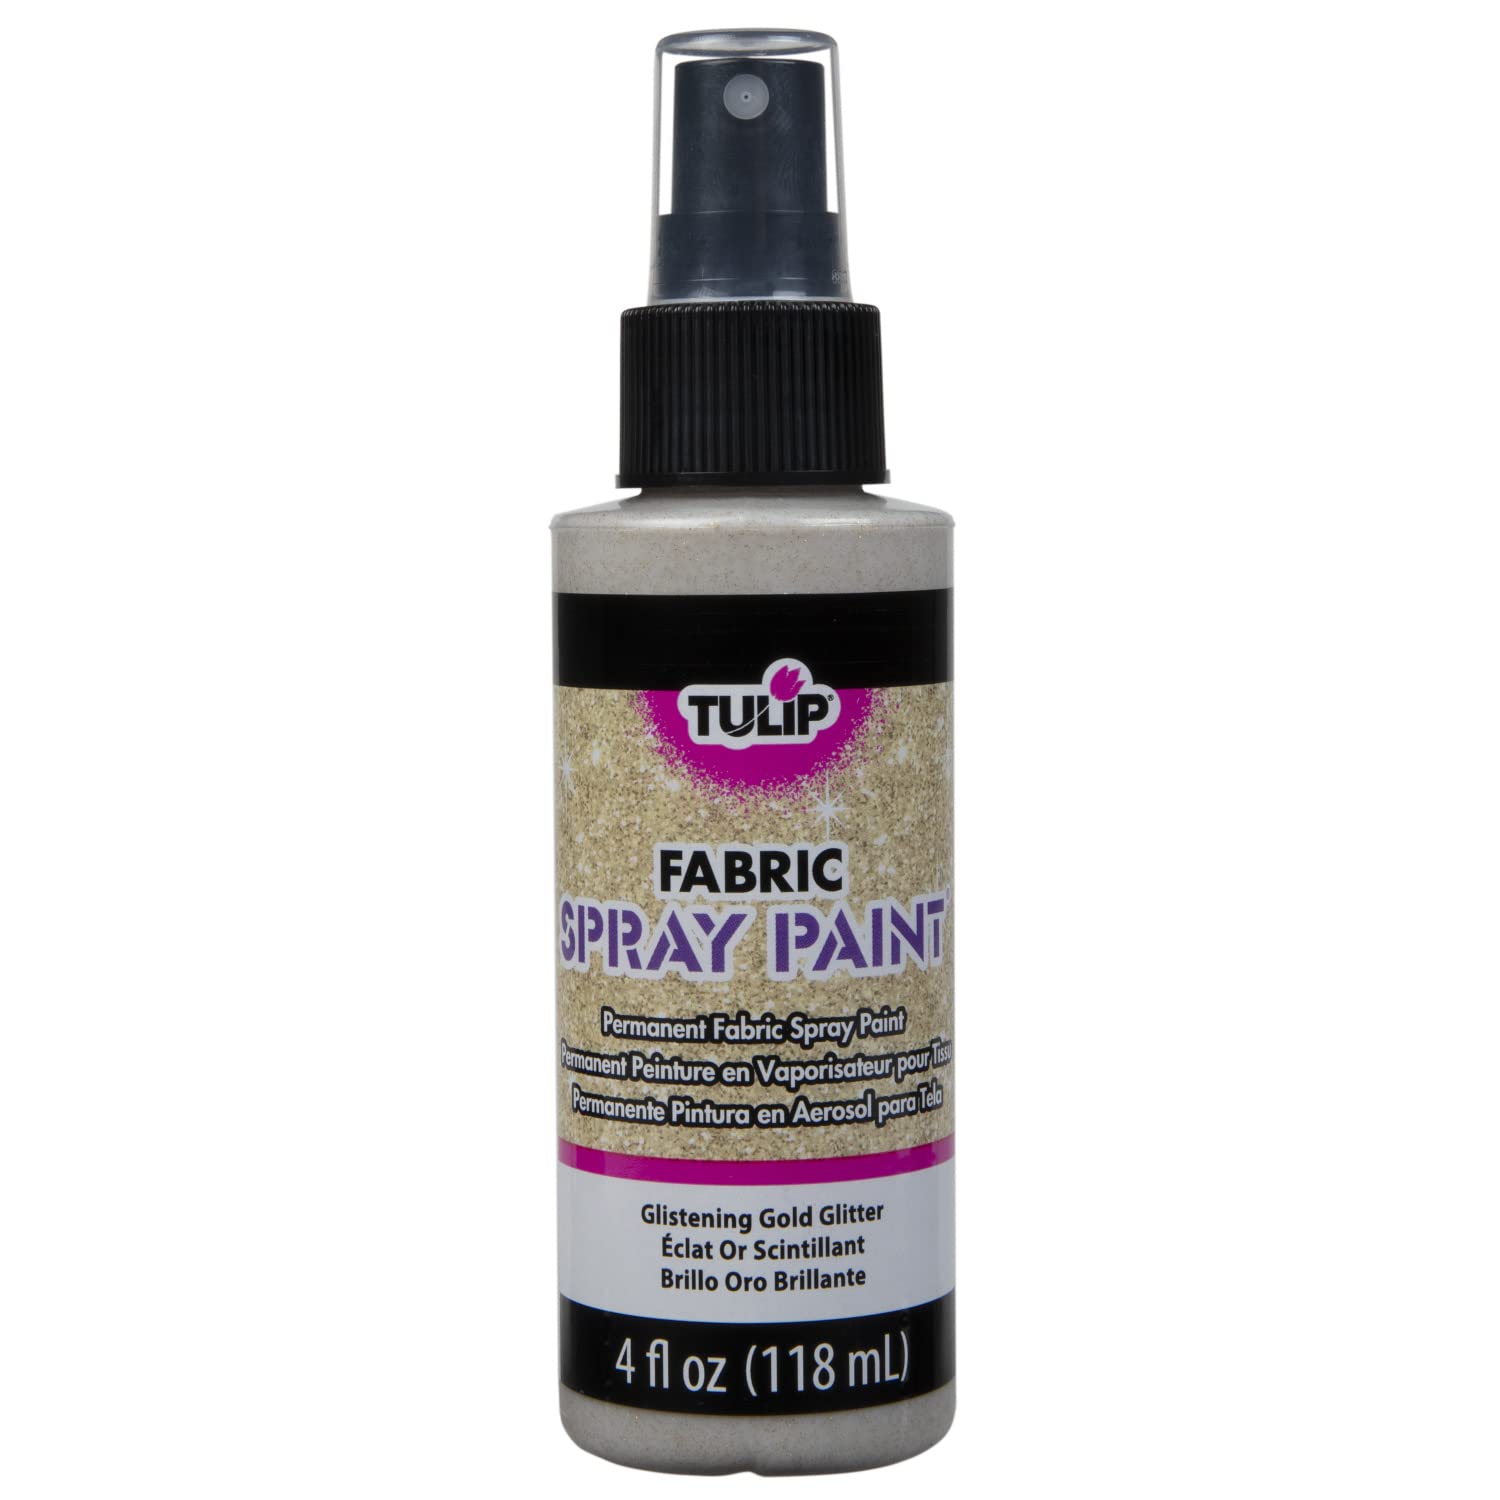 TULIP®
FABRIC
SPRAY PAINT®
Permanent Fabric Spray Paint
Permanent Peinture en Vaporisateur pour Tissu
Permanente Pintura en Aerosol para Tela
Glistening Gold Glitter
Éclat Or Scintillant
Brillo Oro Brillante
4 fl oz (118 mL)